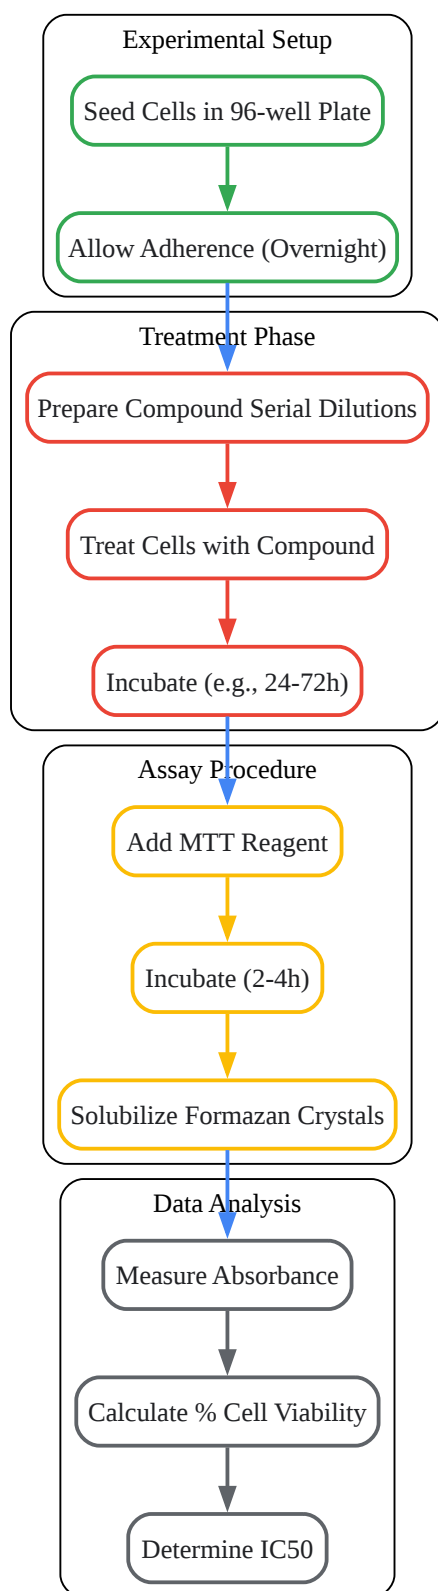 Experimental Setup
Seed Cells in 96-well Plate
Allow Adherence (Overnight)
Treatment Phase
Prepare Compound Serial Dilutions
Treat Cells with Compound
Incubate (e.g., 24-72h)
Assay Procedure
Add MTT Reagent
Incubate (2-4h)
Solubilize Formazan Crystals
Data Analysis
Measure Absorbance
Calculate % Cell Viability
Determine IC50